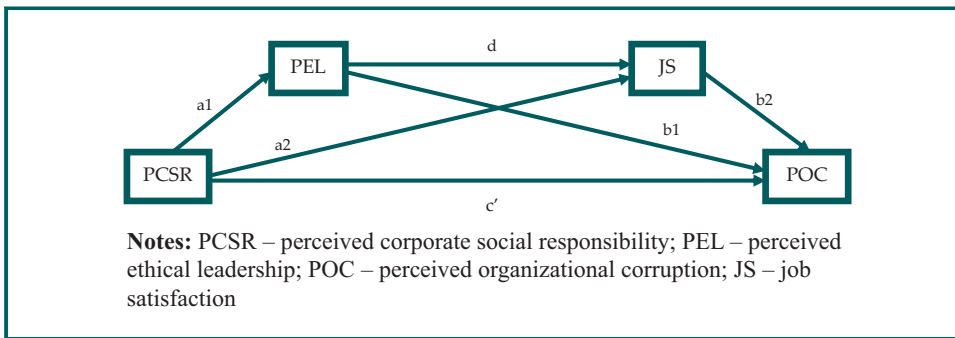 d
PEL
JS
a1
b2
b1
a2
PCSR
POC
c’
Notes: PCSR – perceived corporate social responsibility; PEL – perceived
ethical leadership; POC – perceived organizational corruption; JS – job
satisfaction